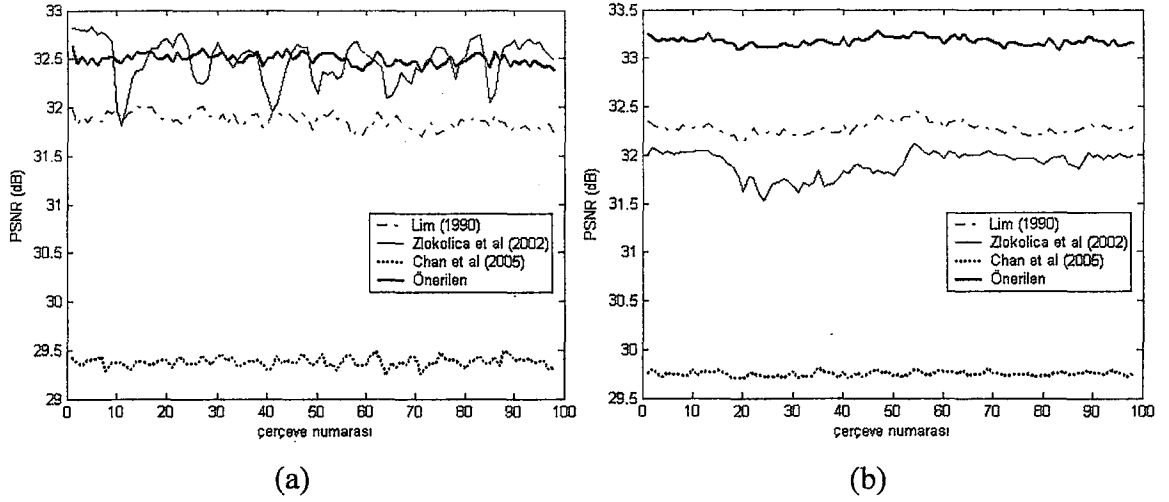 33
32.5
32
31.5
31
30.5
30
29.5
29
PSNR (dB)
0 10 20 30 40 50 60 70 80 90 100
çerçeve numarası
Lim (1990)
Zlokolica et al (2002)
Chan et al (2005)
Önerilen
(a)
33.5
33
32.5
32
31.5
31
30.5
30
29.5
PSNR (dB)
0 10 20 30 40 50 60 70 80 90 100
çerçeve numarası
Lim (1990)
Zlokolica et al (2002)
Chan et al (2005)
Önerilen
(b)